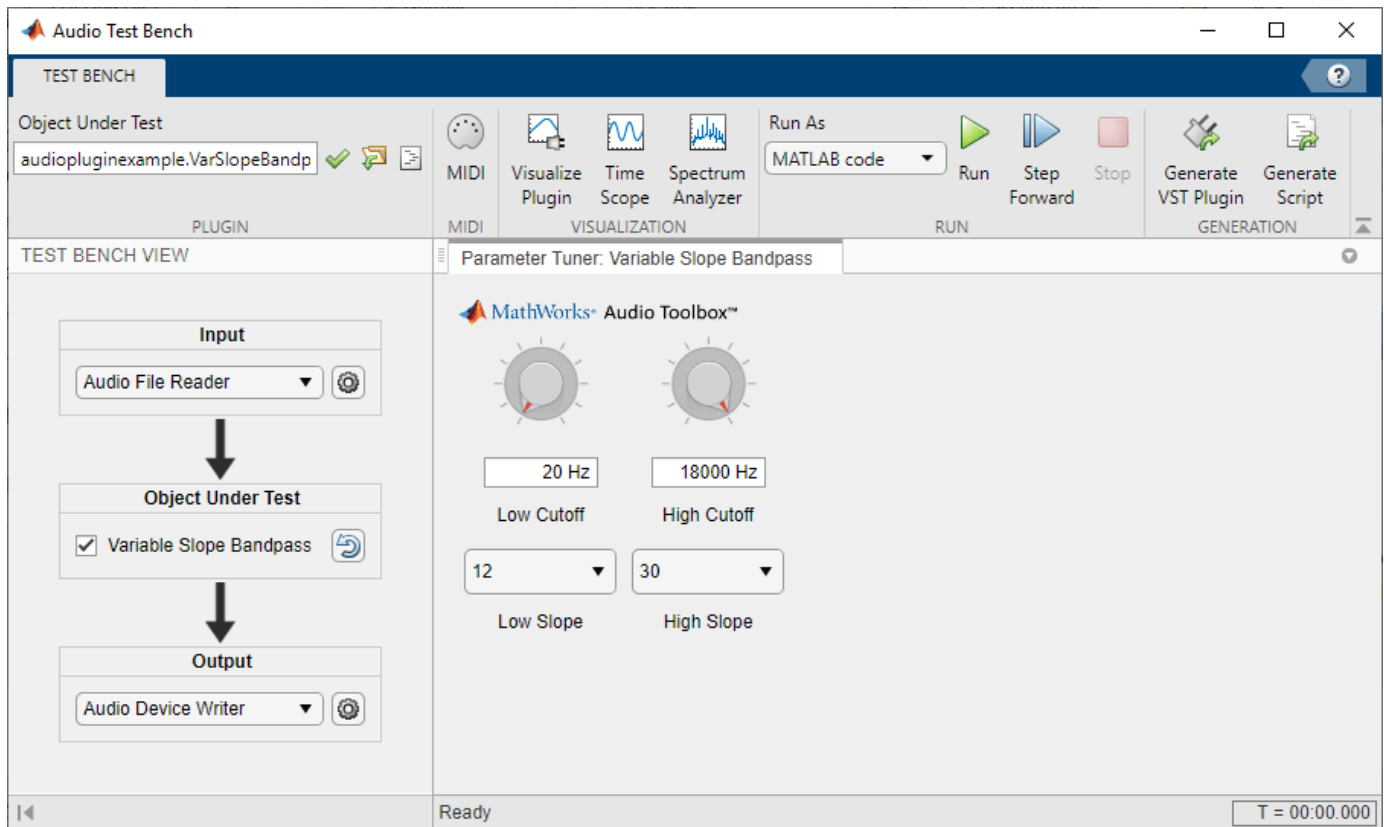 Audio Test Bench
TEST BENCH
?
Object Under Test
audiopluginexample.VarSlopeBandp
MIDI
Visualize
Plugin
Time
Scope
Spectrum
Analyzer
Run As
MATLAB code
Run
Step
Forward
Stop
Generate
VST Plugin
Generate
Script
PLUGIN
MIDI
VISUALIZATION
RUN
GENERATION
TEST BENCH VIEW
Parameter Tuner: Variable Slope Bandpass
Input
Audio File Reader
Object Under Test
Variable Slope Bandpass
Output
Audio Device Writer
MathWorks® Audio Toolbox™
20 Hz
18000 Hz
Low Cutoff
High Cutoff
12
30
Low Slope
High Slope
Ready
T = 00:00.000